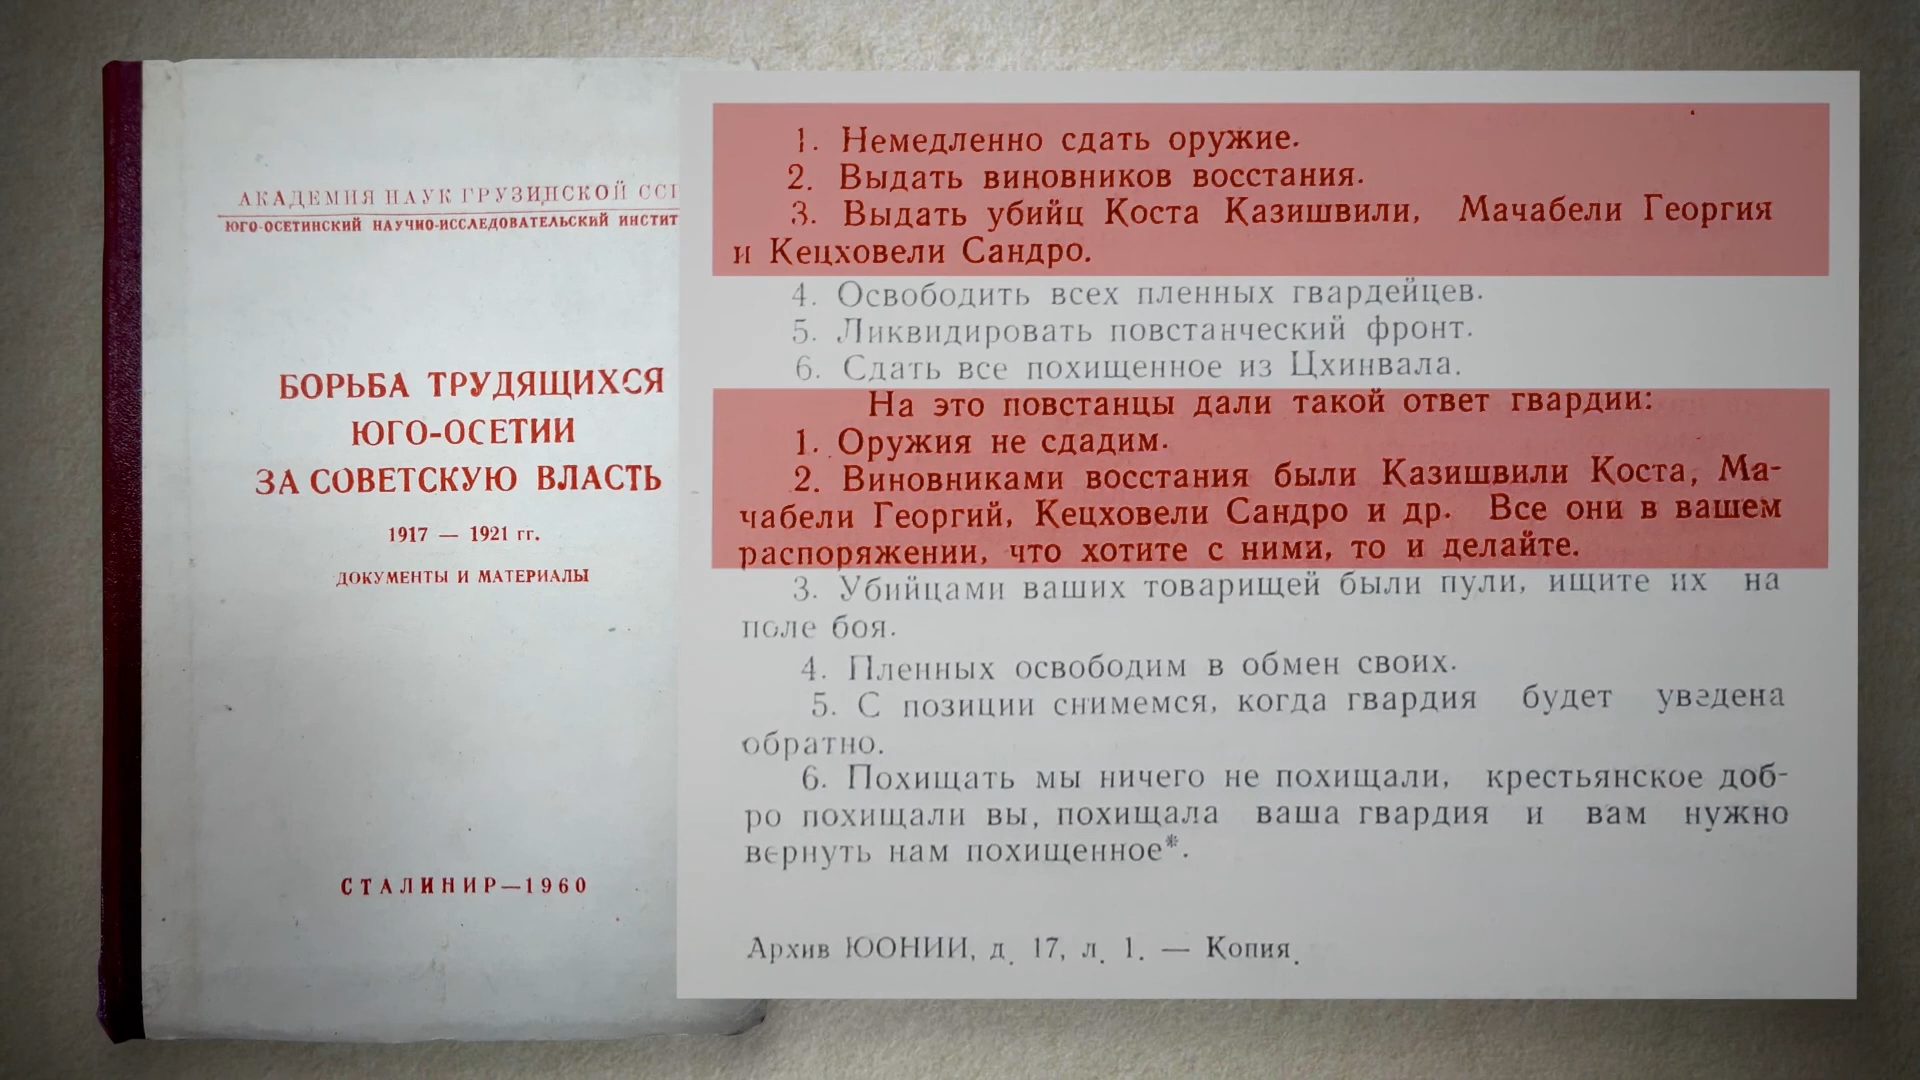 АКАДЕМИЯ НАУК ГРУЗИНСКОЙ
ЮГО-ОСЕТИНСКИЙ НАУЧНО-ИССЛЕДОВАТЕЛЬСКИЙ
БОРЬБА ТРУДЯЩИХСЯ
ЮГО-ОСЕТИИ
ЗА СОВЕТСКУЮ ВЛАСТЬ
1917 — 1921 гг.
ДОКУМЕНТЫ И МАТЕРИАЛЫ
СТАЛИНИР—1960
1. Немедленно сдать оружие.
2. Выдать виновников восстания.
3. Выдать убийц Коста Казишвили, Мачабели Георгия
и Кецховели Сандро.
4. Освободить всех пленных гвардейцев.
5. Ликвидировать повстанческий фронт.
6. Сдать все похищенное из Цхинвала.
На это повстанцы дали такой ответ гвардии:
1. Оружия не сдадим.
2. Виновниками восстания были Казишвили Коста, Ма-
чабели Георгий, Кецховели Сандро и др. Все они в вашем
распоряжении, что хотите с ними, то и делайте.
3. Убийцами ваших товарищей были пули, ищите их на
поле боя.
4. Пленных освободим в обмен своих.
5. С позиции снимемся, когда гвардия будет уведена
обратно.
6. Похищать мы ничего не похищали, крестьянское доб-
ро похищали вы, похищала ваша гвардия и вам нужно
вернуть нам похищенное*.
Архив ЮОНИИ, д. 17, л. 1. — Копия.